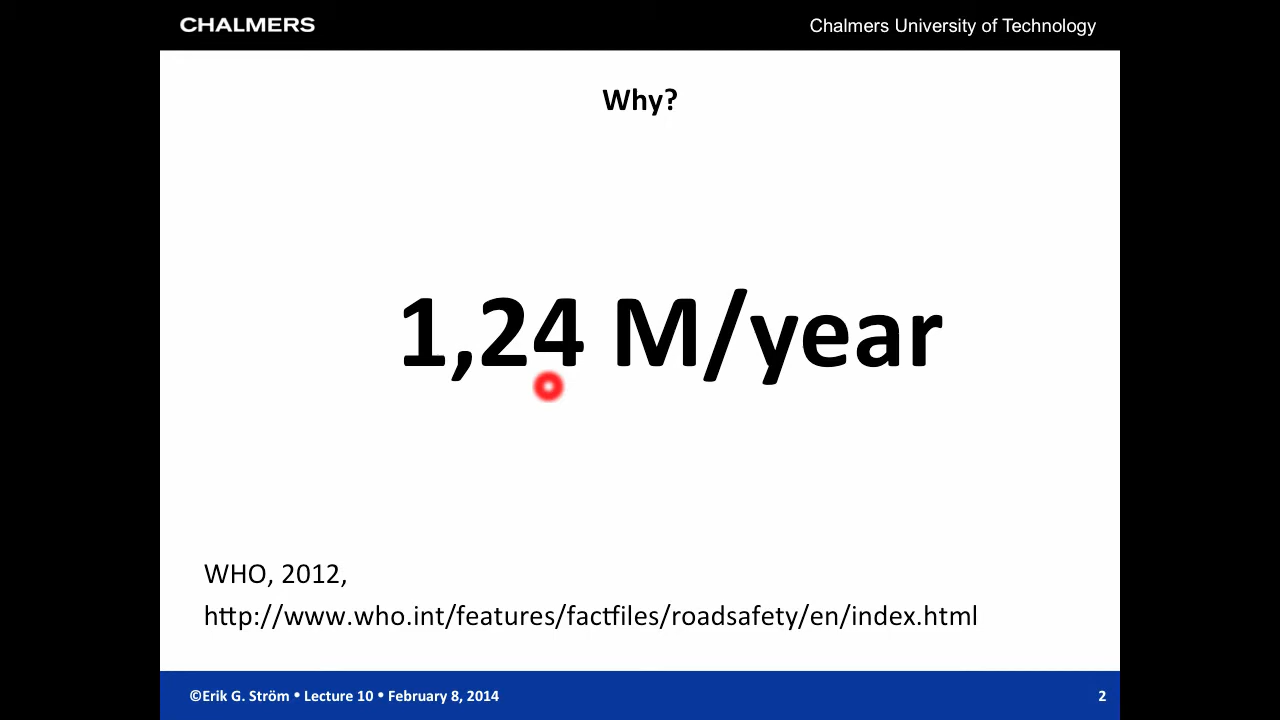 CHALMERS
Chalmers University of Technology
Why?
1,24 M/year
WHO, 2012,
http://www.who.int/features/factfiles/roadsafety/en/index.html
©Erik G. Ström • Lecture 10 • February 8, 2014
2